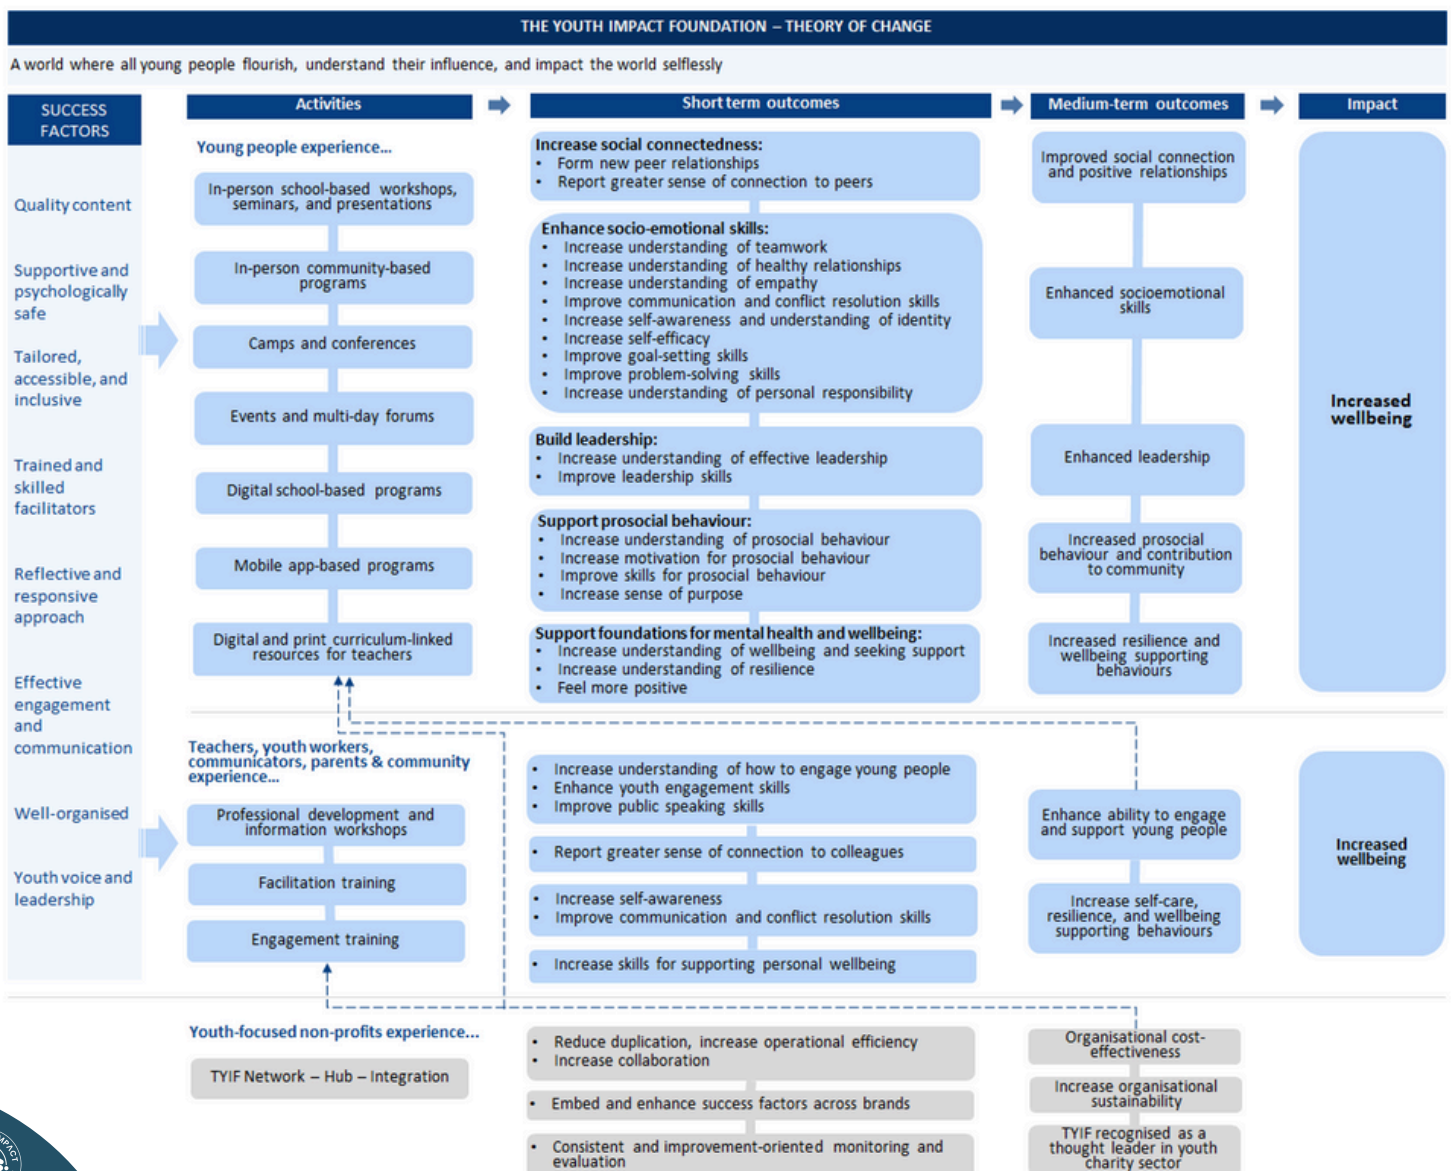 THE YOUTH IMPACT FOUNDATION – THEORY OF CHANGE
A world where all young people flourish, understand their influence, and impact the world selflessly
SUCCESS
FACTORS
Quality content
Supportive and
psychologically
safe
Tailored,
accessible, and
inclusive
Trained and
skilled
facilitators
Reflective and
responsive
approach
Effective
engagement
and
communication
Well-organised
Youth voice and
leadership
Activities
Young people experience...
In-person school-based workshops,
seminars, and presentations
In-person community-based
programs
Camps and conferences
Events and multi-day forums
Digital school-based programs
Mobile app-based programs
Digital and print curriculum-linked
resources for teachers
Short term outcomes
Increase social connectedness:
• Form new peer relationships
• Report greater sense of connection to peers
Enhance socio-emotional skills:
• Increase understanding of teamwork
• Increase understanding of healthy relationships
• Increase understanding of empathy
• Improve communication and conflict resolution skills
• Increase self-awareness and understanding of identity
• Increase self-efficacy
• Improve goal-setting skills
• Improve problem-solving skills
• Increase understanding of personal responsibility
Build leadership:
• Increase understanding of effective leadership
• Improve leadership skills
Support prosocial behaviour:
• Increase understanding of prosocial behaviour
• Increase motivation for prosocial behaviour
• Improve skills for prosocial behaviour
• Increase sense of purpose
Support foundations for mental health and wellbeing:
• Increase understanding of wellbeing and seeking support
• Increase understanding of resilience
• Feel more positive
Medium-term outcomes
Improved social connection
and positive relationships
Enhanced socioemotional
skills
Enhanced leadership
Increased prosocial
behaviour and contribution
to community
Increased resilience and
wellbeing supporting
behaviours
Impact
Increased
wellbeing
Teachers, youth workers,
communicators, parents & community
experience...
Professional development and
information workshops
Facilitation training
Engagement training
• Increase understanding of how to engage young people
• Enhance youth engagement skills
• Improve public speaking skills
• Report greater sense of connection to colleagues
• Increase self-awareness
• Improve communication and conflict resolution skills
• Increase skills for supporting personal wellbeing
Enhance ability to engage
and support young people
Increase self-care,
resilience, and wellbeing
supporting behaviours
Increased
wellbeing
Youth-focused non-profits experience...
TYIF Network – Hub – Integration
• Reduce duplication, increase operational efficiency
• Increase collaboration
• Embed and enhance success factors across brands
• Consistent and improvement-oriented monitoring and
evaluation
Organisational cost-
effectiveness
Increase organisational
sustainability
TYIF recognised as a
thought leader in youth
charity sector